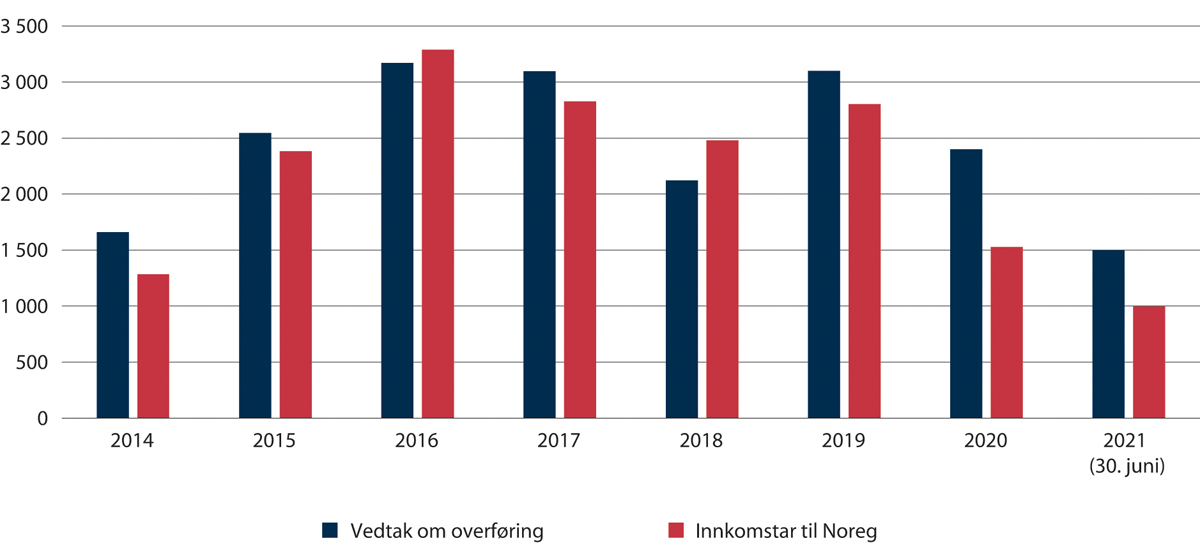 3 500
3 000
2 500
2 000
1 500
1 000
500
0
2014 2015 2016 2017 2018 2019 2020 2021
(30. juni)
Vedtak om overføring Innkomstar til Noreg